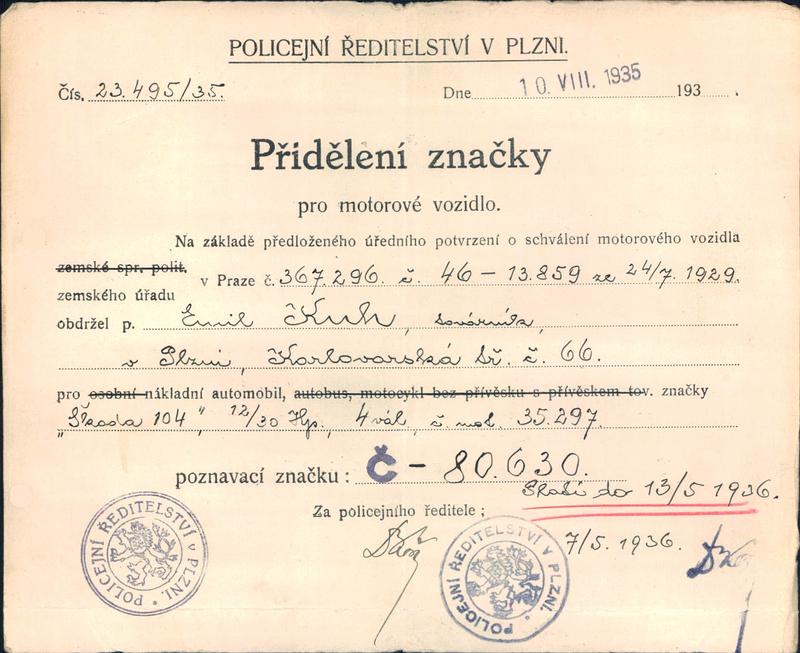 POLICEJNÍ ŘEDITELSTVÍ V PLZNI.
Čís. 23.495/35. Dne 10. VIII. 1935 193 .
Přidělení značky
pro motorové vozidlo.
Na základě předloženého úředního potvrzení o schválení motorového vozidla
zemské spr. polit.
v Praze č. 367.296. č. 46 – 13.859 ze 24/7. 1929.
zemského úřadu
obdržel p. Emil Kuh, továrník,
v Plzni, Karlovarská tř. č. 66.
pro osobní nákladní automobil, autobus, motocykl bez přívěsku s přívěskem tov. značky
„Škoda 104", 12/30 Hp., 4 vál, č. mot. 35.297.
poznavací značku: Č – 80.630.
Platí do 13/5 1936.
Za policejního ředitele;
7/5. 1936.
POLICEJNÍ ŘEDITELSTVÍ v PLZNI.
POLICEJNÍ ŘEDITELSTVÍ V PLZNI.